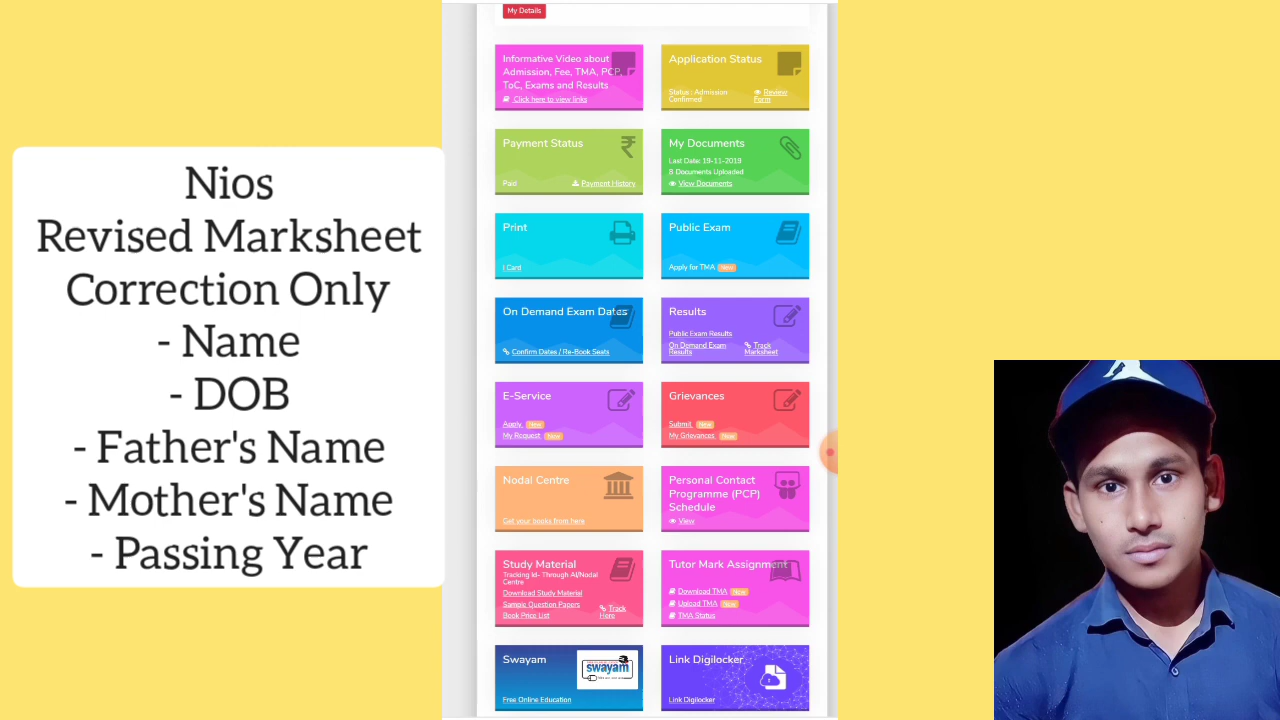 Nios
Revised Marksheet
Correction Only
- Name
- DOB
- Father's Name
- Mother's Name
- Passing Year
My Details
Informative Video about
Admission, Fee, TMA, PCP,
ToC, Exams and Results
Click here to view links
Application Status
Status : Admission
Confirmed
Review
Form
Payment Status
Paid
Payment History
My Documents
Last Date: 19-11-2019
8 Documents Uploaded
View Documents
Print
I Card
Public Exam
Apply for TMA New
On Demand Exam Dates
Confirm Dates / Re-Book Seats
Results
Public Exam Results
On Demand Exam
Results
Track
Marksheet
E-Service
Apply New
My Request New
Grievances
Submit New
My Grievances New
Nodal Centre
Get your books from here
Personal Contact
Programme (PCP)
Schedule
View
Study Material
Tracking Id- Through AI/Nodal
Centre
Download Study Material
Sample Question Papers
Book Price List
Track
Here
Tutor Mark Assignment
Download TMA New
Upload TMA New
TMA Status
Swayam
swayam
Free Online Education
Link Digilocker
Link Digilocker